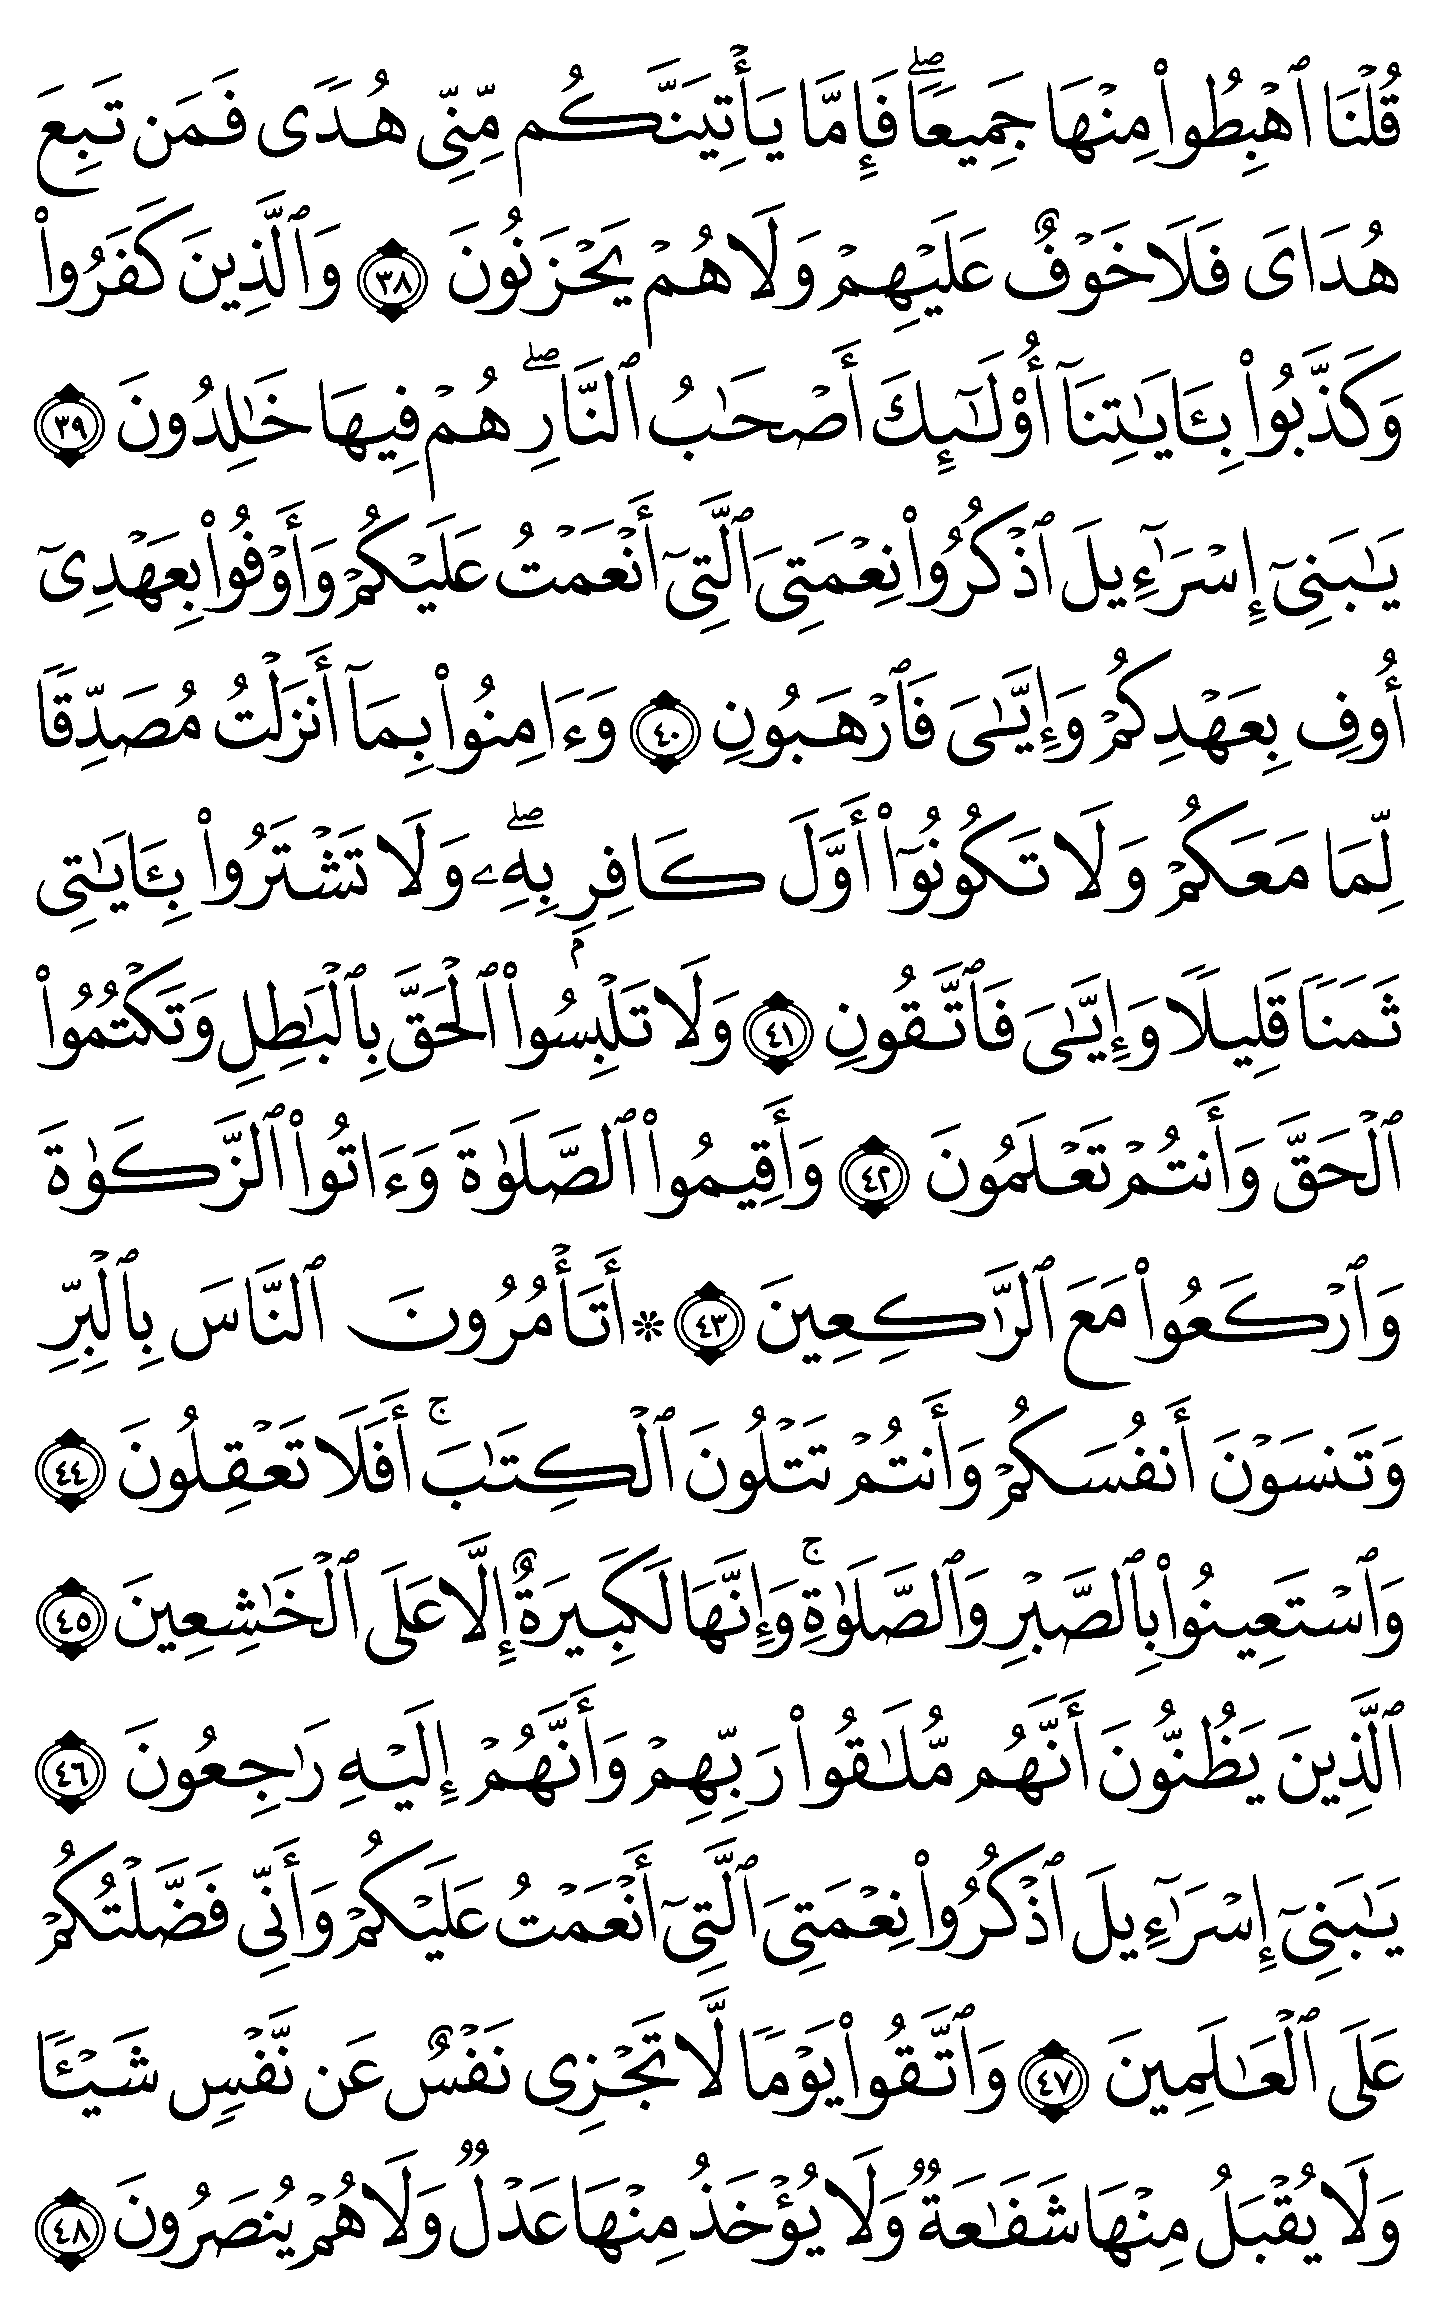 قُلْنَا ٱهْبِطُوا۟ مِنْهَا جَمِيعًا ۖ فَإِمَّا يَأْتِيَنَّكُم مِّنِّى هُدًى فَمَن تَبِعَ
هُدَاىَ فَلَا خَوْفٌ عَلَيْهِمْ وَلَا هُمْ يَحْزَنُونَ ٣٨ وَٱلَّذِينَ كَفَرُوا۟
وَكَذَّبُوا۟ بِـَٔايَـٰتِنَآ أُو۟لَـٰٓئِكَ أَصْحَـٰبُ ٱلنَّارِ ۖ هُمْ فِيهَا خَـٰلِدُونَ ٣٩
يَـٰبَنِىٓ إِسْرَٰٓءِيلَ ٱذْكُرُوا۟ نِعْمَتِىَ ٱلَّتِىٓ أَنْعَمْتُ عَلَيْكُمْ وَأَوْفُوا۟ بِعَهْدِىٓ
أُوفِ بِعَهْدِكُمْ وَإِيَّـٰىَ فَٱرْهَبُونِ ٤٠ وَءَامِنُوا۟ بِمَآ أَنزَلْتُ مُصَدِّقًا
لِّمَا مَعَكُمْ وَلَا تَكُونُوٓا۟ أَوَّلَ كَافِرٍۭ بِهِۦ ۖ وَلَا تَشْتَرُوا۟ بِـَٔايَـٰتِى
ثَمَنًا قَلِيلًا وَإِيَّـٰىَ فَٱتَّقُونِ ٤١ وَلَا تَلْبِسُوا۟ ٱلْحَقَّ بِٱلْبَـٰطِلِ وَتَكْتُمُوا۟
ٱلْحَقَّ وَأَنتُمْ تَعْلَمُونَ ٤٢ وَأَقِيمُوا۟ ٱلصَّلَوٰةَ وَءَاتُوا۟ ٱلزَّكَوٰةَ
وَٱرْكَعُوا۟ مَعَ ٱلرَّٰكِعِينَ ٤٣ ۞ أَتَأْمُرُونَ ٱلنَّاسَ بِٱلْبِرِّ
وَتَنسَوْنَ أَنفُسَكُمْ وَأَنتُمْ تَتْلُونَ ٱلْكِتَـٰبَ ۚ أَفَلَا تَعْقِلُونَ ٤٤
وَٱسْتَعِينُوا۟ بِٱلصَّبْرِ وَٱلصَّلَوٰةِ ۚ وَإِنَّهَا لَكَبِيرَةٌ إِلَّا عَلَى ٱلْخَـٰشِعِينَ ٤٥
ٱلَّذِينَ يَظُنُّونَ أَنَّهُم مُّلَـٰقُوا۟ رَبِّهِمْ وَأَنَّهُمْ إِلَيْهِ رَٰجِعُونَ ٤٦
يَـٰبَنِىٓ إِسْرَٰٓءِيلَ ٱذْكُرُوا۟ نِعْمَتِىَ ٱلَّتِىٓ أَنْعَمْتُ عَلَيْكُمْ وَأَنِّى فَضَّلْتُكُمْ
عَلَى ٱلْعَـٰلَمِينَ ٤٧ وَٱتَّقُوا۟ يَوْمًا لَّا تَجْزِى نَفْسٌ عَن نَّفْسٍ شَيْـًٔا
وَلَا يُقْبَلُ مِنْهَا شَفَـٰعَةٌ وَلَا يُؤْخَذُ مِنْهَا عَدْلٌ وَلَا هُمْ يُنصَرُونَ ٤٨